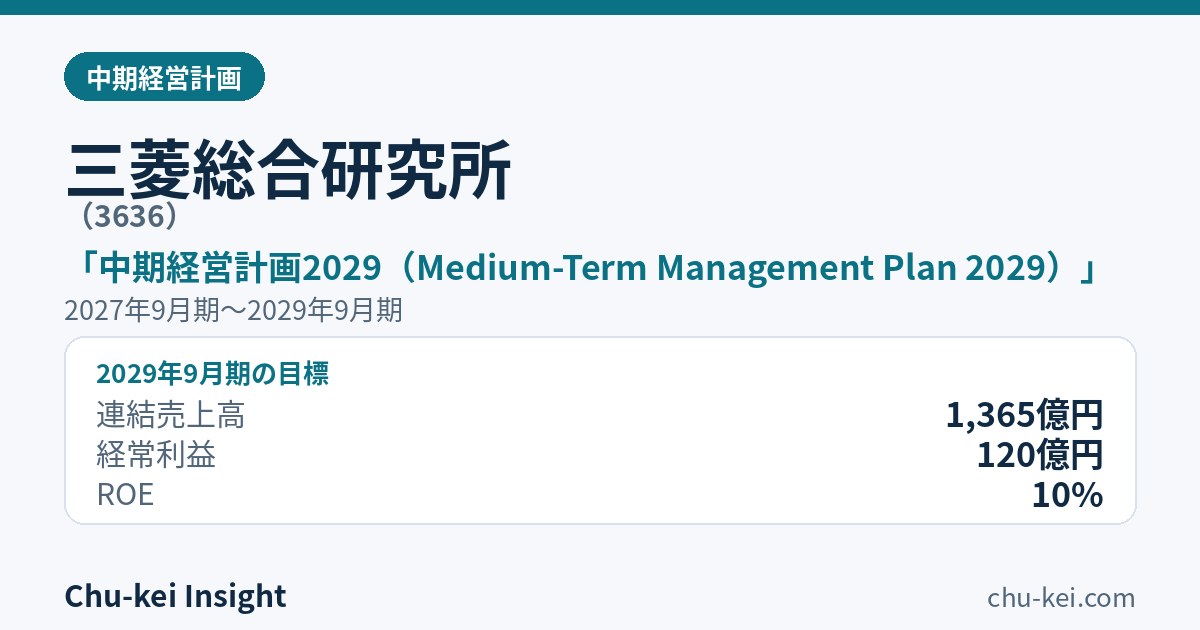 中期経営計画
三菱総合研究所
（3636）
「中期経営計画2029（Medium-Term Management Plan 2029）」
2027年9月期～2029年9月期
2029年9月期の目標
連結売上高 1,365億円
経常利益 120億円
ROE 10%
Chu-kei Insight chu-kei.com